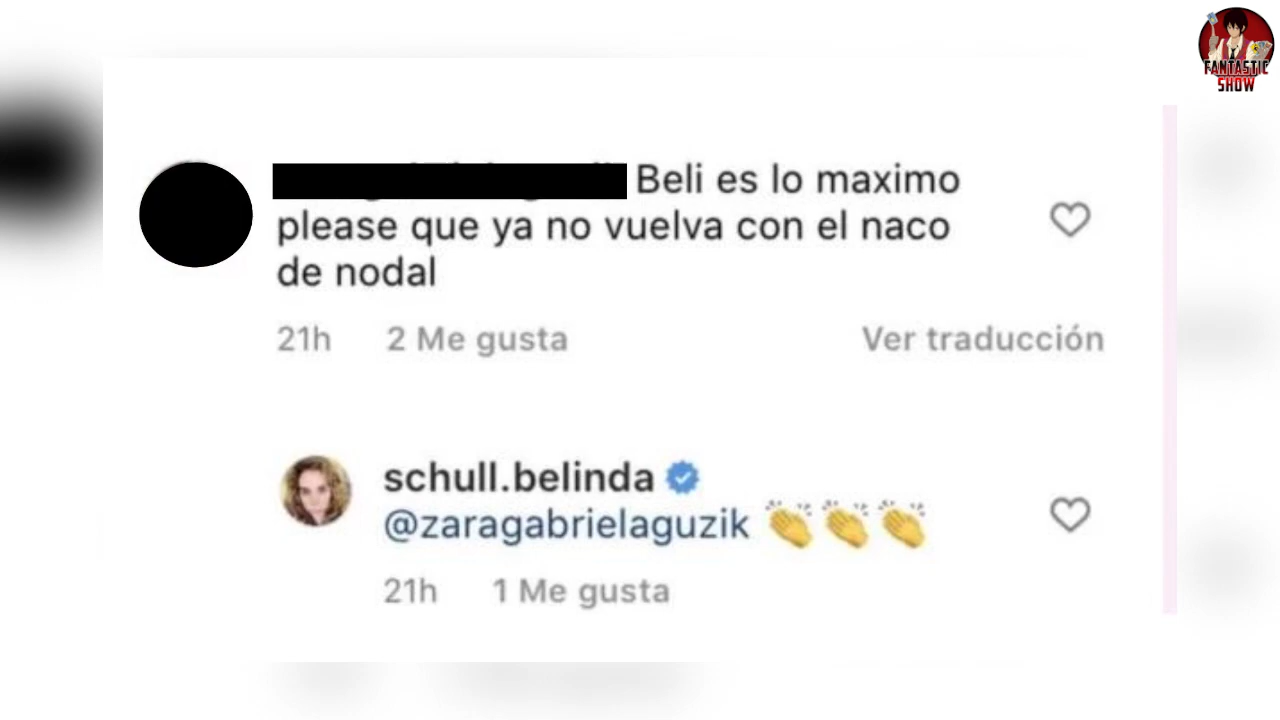 FANTASTIC
SHOW
Beli es lo maximo
please que ya no vuelva con el naco
de nodal
21h 2 Me gusta Ver traducción
schull.belinda
@zaragabrielaguzik 👏👏👏
21h 1 Me gusta